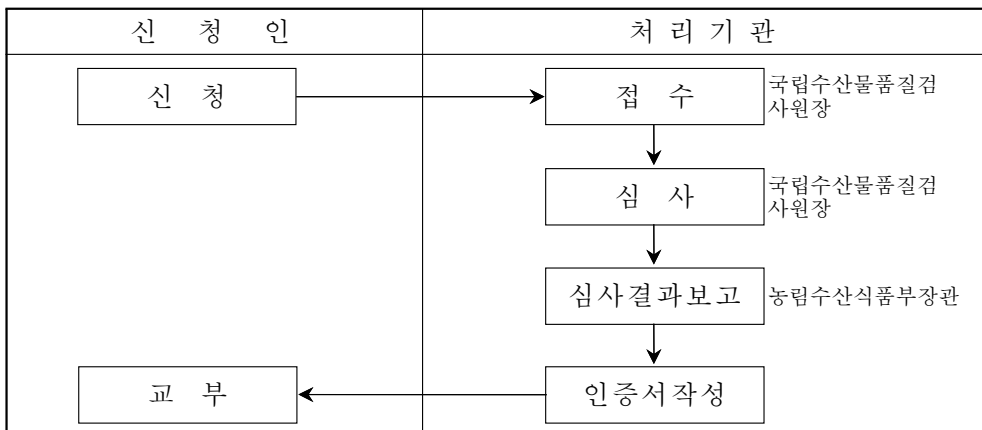 신 청 인
처 리 기 관
신 청
접 수
국립수산물품질검
사원장
심 사
국립수산물품질검
사원장
심사결과보고
농림수산식품부장관
교 부
인증서작성